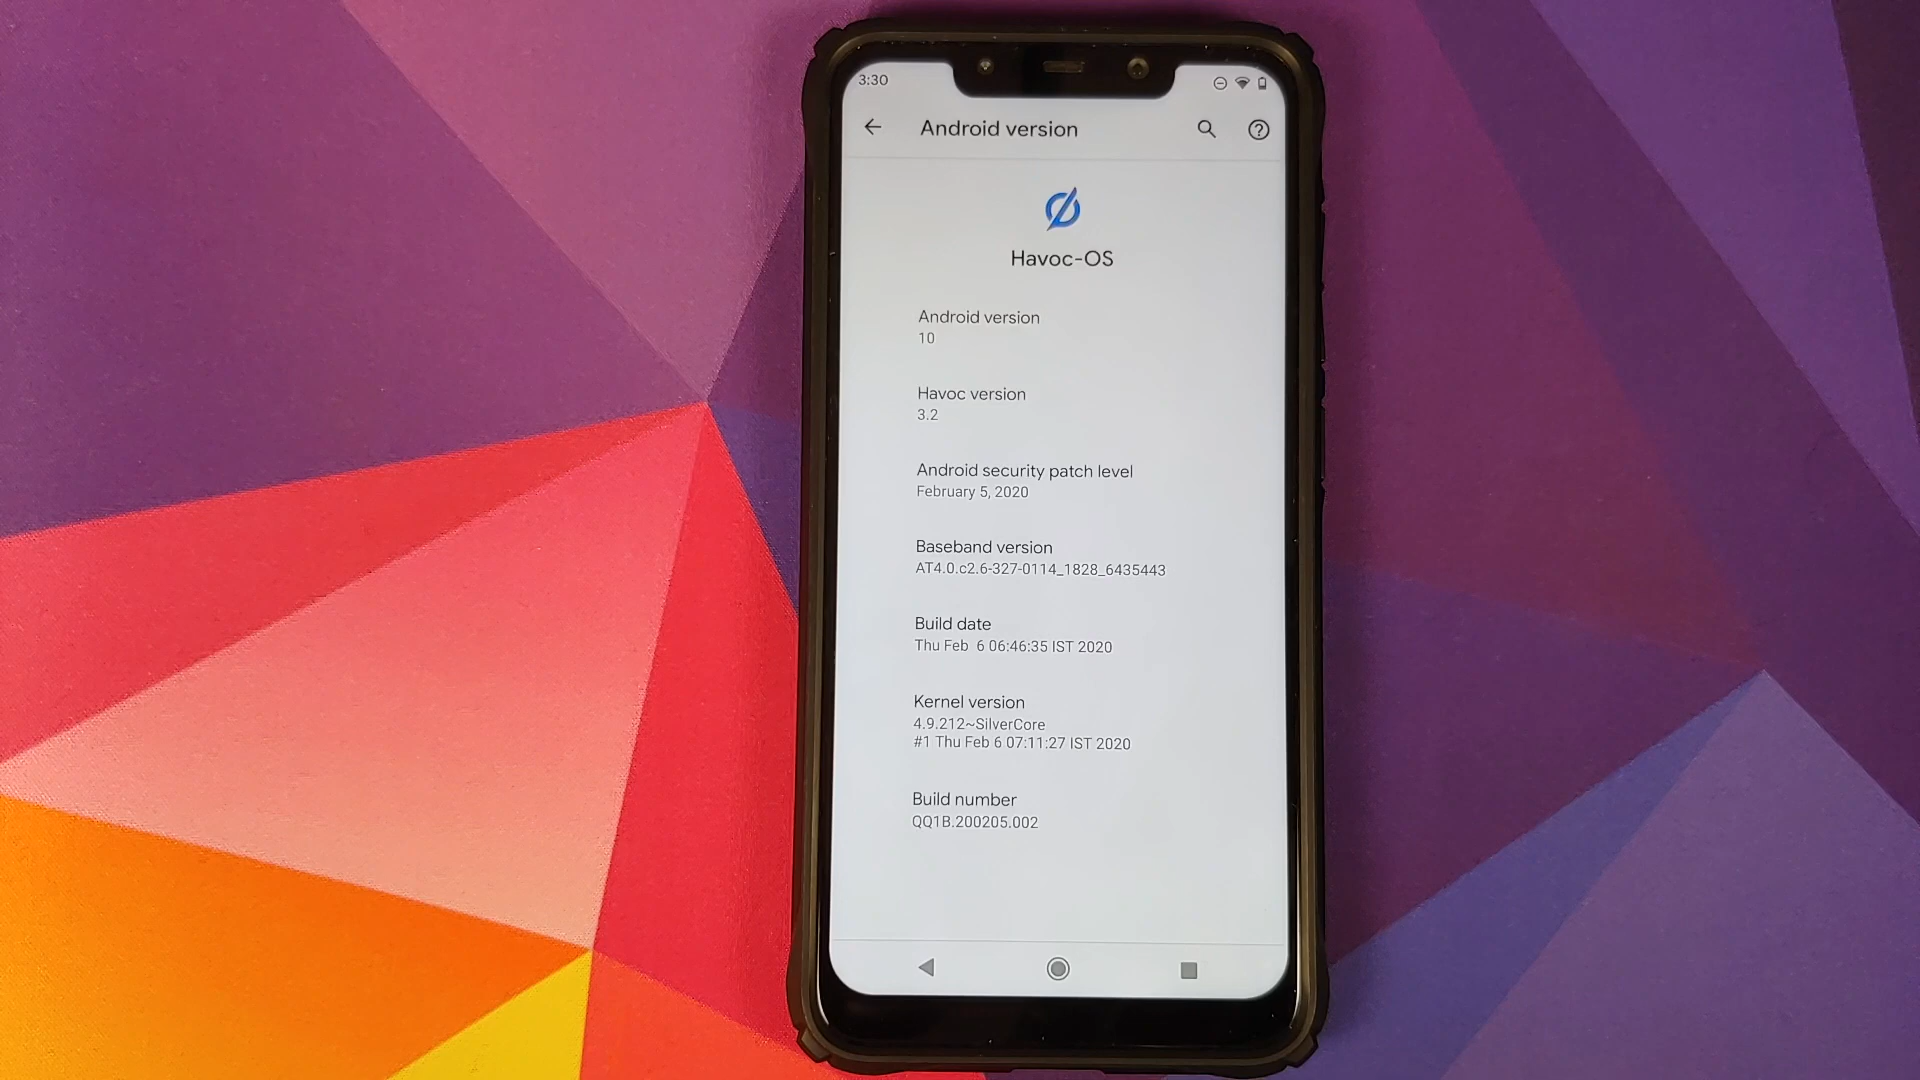 3:30
Android version
Havoc-OS
Android version
10
Havoc version
3.2
Android security patch level
February 5, 2020
Baseband version
AT4.0.c2.6-327-0114_1828_6435443
Build date
Thu Feb  6 06:46:35 IST 2020
Kernel version
4.9.212~SilverCore
#1 Thu Feb 6 07:11:27 IST 2020
Build number
QQ1B.200205.002